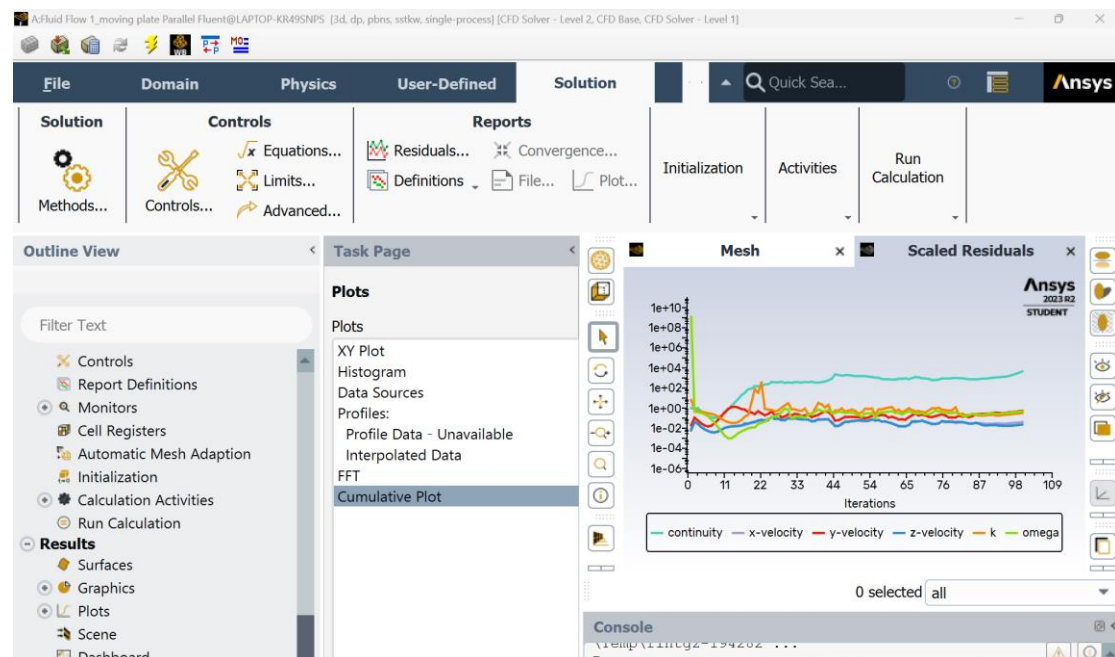 A:Fluid Flow 1_moving plate Parallel Fluent@LAPTOP-KR49SNPS [3d, dp, pbns, sstkw, single-process] [CFD Solver - Level 2, CFD Base, CFD Solver - Level 1]
WB
File Domain Physics User-Defined Solution Quick Sea... Ansys
Solution Controls Reports
Equations... Residuals... Convergence... Initialization Activities Run Calculation
Limits... Definitions File... Plot...
Methods... Controls... Advanced...
Outline View
Filter Text
Controls
Report Definitions
Monitors
Cell Registers
Automatic Mesh Adaption
Initialization
Calculation Activities
Run Calculation
Results
Surfaces
Graphics
Plots
Scene
Dashboard
Task Page
Plots
Plots
XY Plot
Histogram
Data Sources
Profiles:
Profile Data - Unavailable
Interpolated Data
FFT
Cumulative Plot
Mesh Scaled Residuals
Ansys
2023 R2
STUDENT
1e+10
1e+08
1e+06
1e+04
1e+02
1e+00
1e-02
1e-04
1e-06
0 11 22 33 44 54 65 76 87 98 109
Iterations
continuity x-velocity y-velocity z-velocity k omega
0 selected all
Console